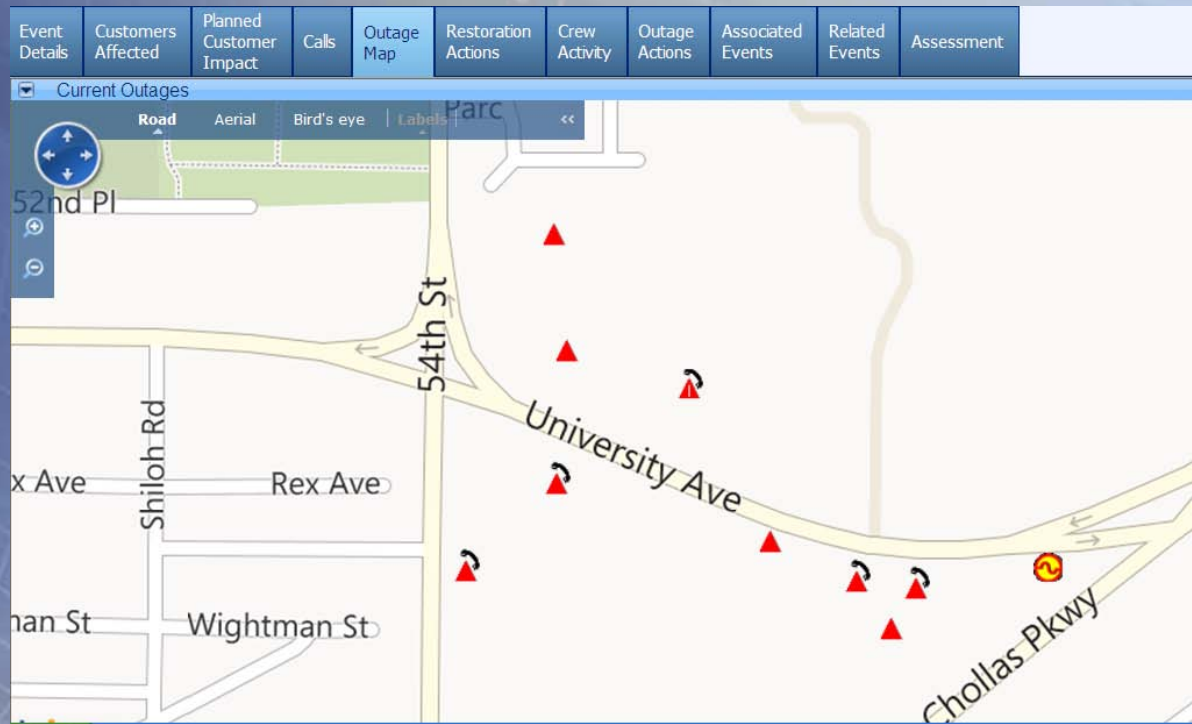 Event
Details
Customers
Affected
Planned
Customer
Impact
Calls
Outage
Map
Restoration
Actions
Crew
Activity
Outage
Actions
Associated
Events
Related
Events
Assessment
Current Outages
Road
Aerial
Bird's eye
Labels
«
Parc
52nd Pl
54th St
University Ave
Shiloh Rd
x Ave
Rex Ave
nan St
Wightman St
Chollas Pkwy